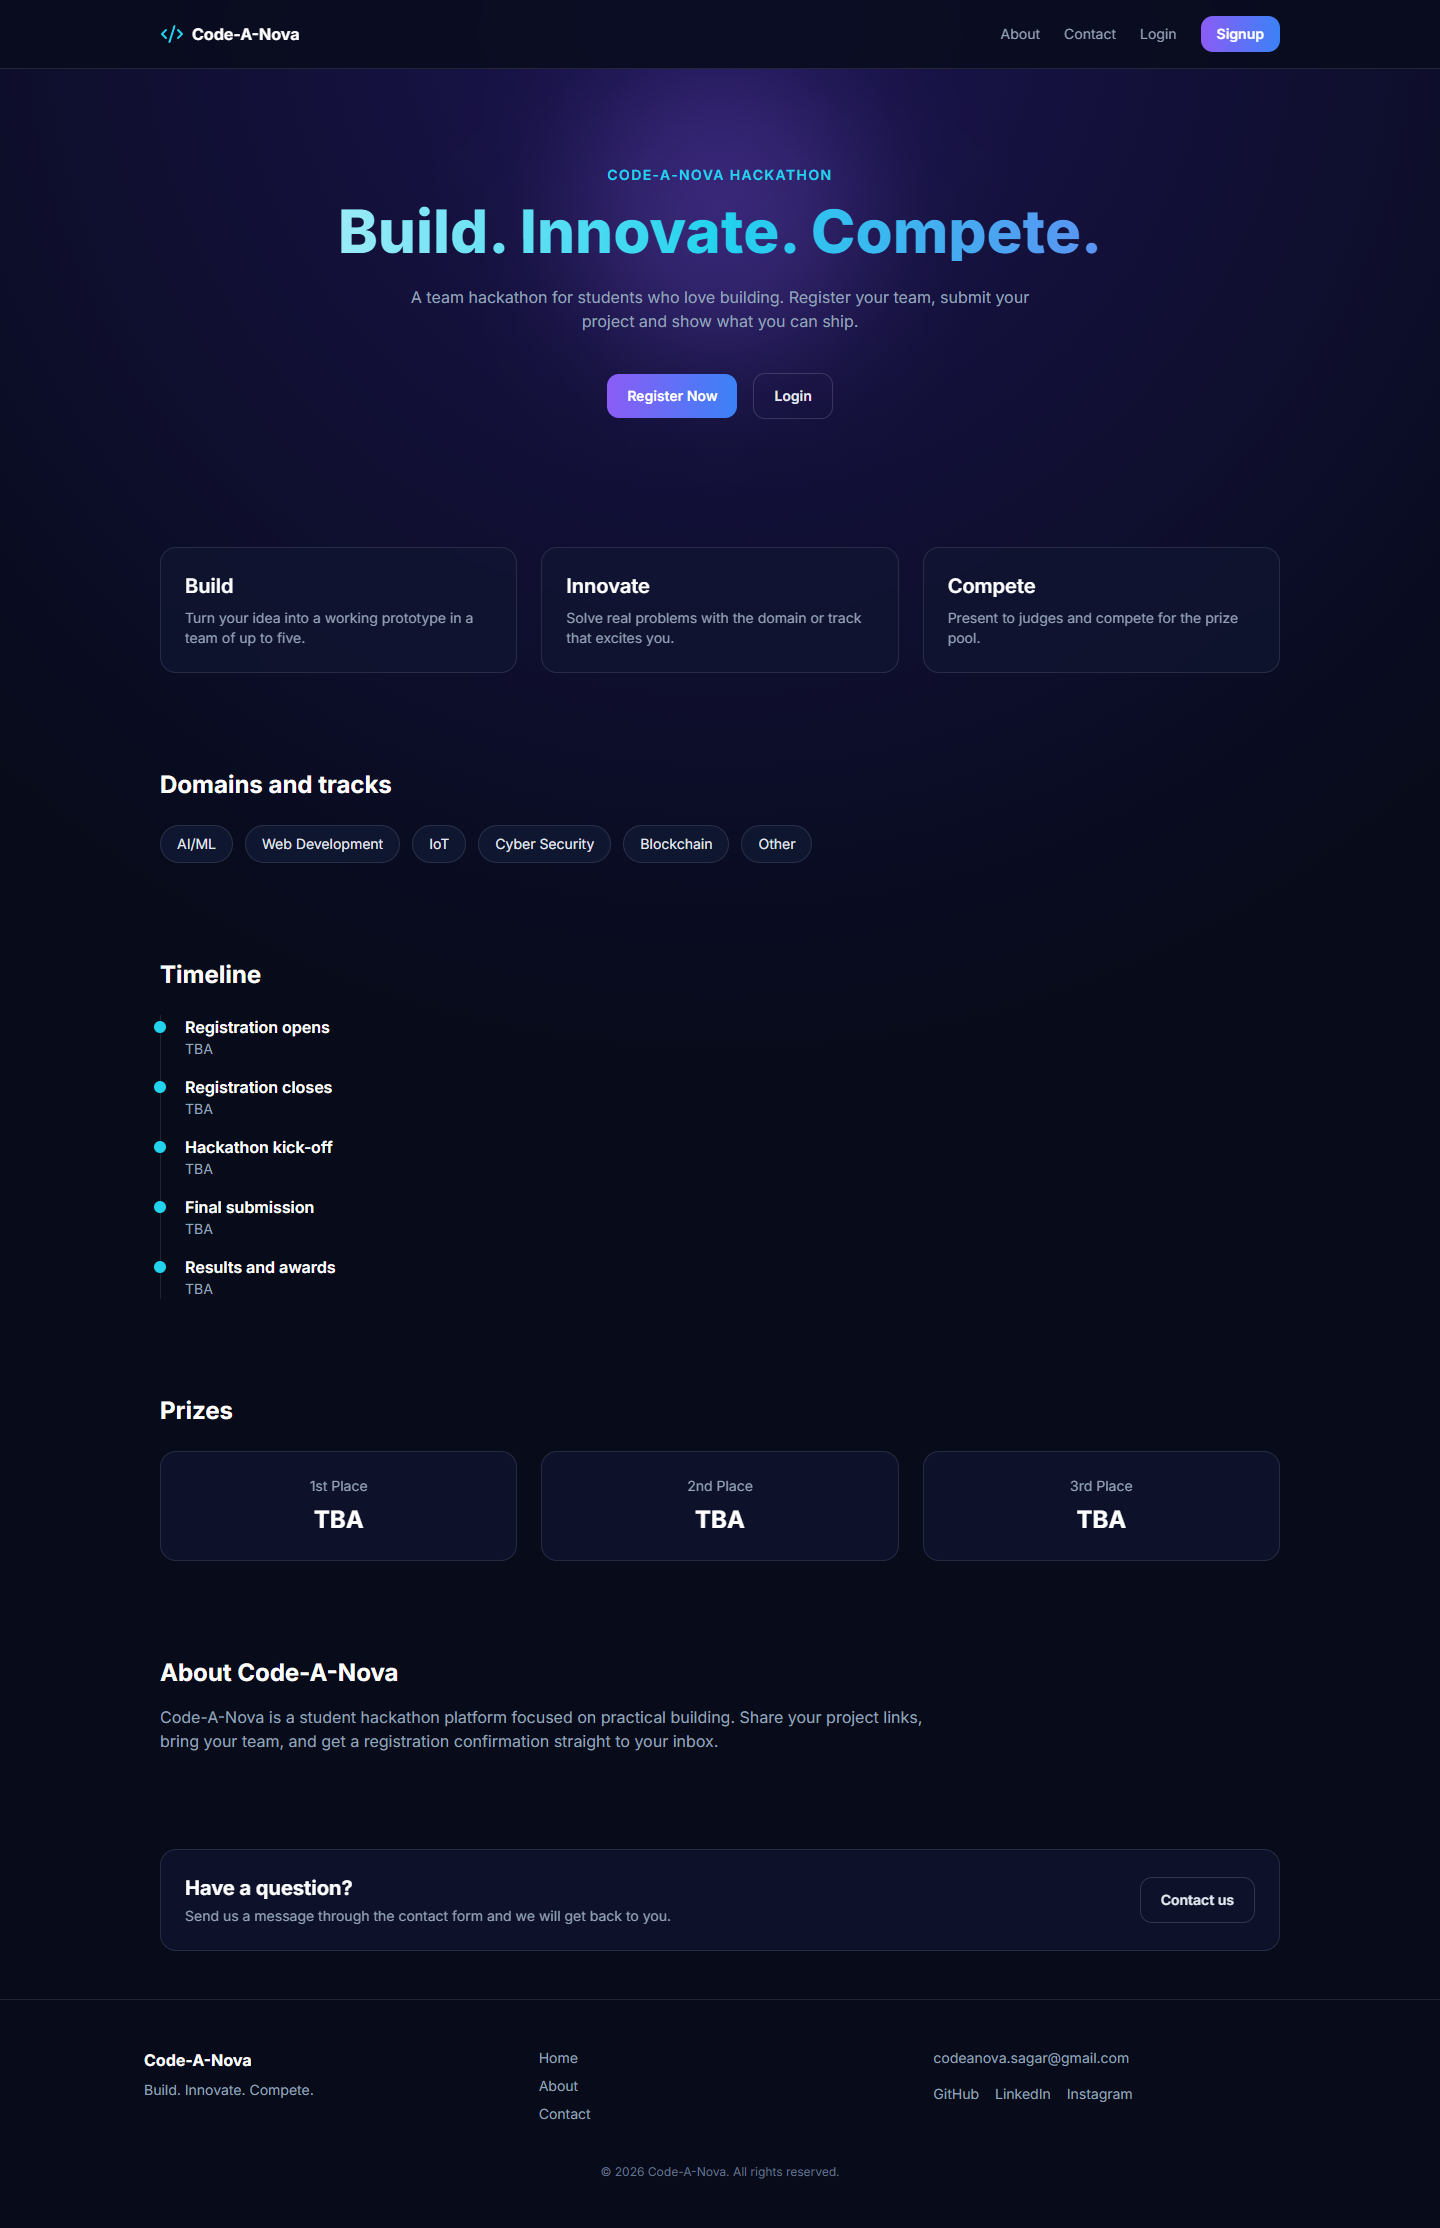 Code-A-Nova
About Contact Login Signup
CODE-A-NOVA HACKATHON
Build. Innovate. Compete.
A team hackathon for students who love building. Register your team, submit your
project and show what you can ship.
Register Now Login
Build
Turn your idea into a working prototype in a
team of up to five.
Innovate
Solve real problems with the domain or track
that excites you.
Compete
Present to judges and compete for the prize
pool.
Domains and tracks
AI/ML Web Development IoT Cyber Security Blockchain Other
Timeline
Registration opens
TBA
Registration closes
TBA
Hackathon kick-off
TBA
Final submission
TBA
Results and awards
TBA
Prizes
1st Place
TBA
2nd Place
TBA
3rd Place
TBA
About Code-A-Nova
Code-A-Nova is a student hackathon platform focused on practical building. Share your project links,
bring your team, and get a registration confirmation straight to your inbox.
Have a question?
Send us a message through the contact form and we will get back to you.
Contact us
Code-A-Nova
Build. Innovate. Compete.
Home
About
Contact
codeanova.sagar@gmail.com
GitHub LinkedIn Instagram
© 2026 Code-A-Nova. All rights reserved.